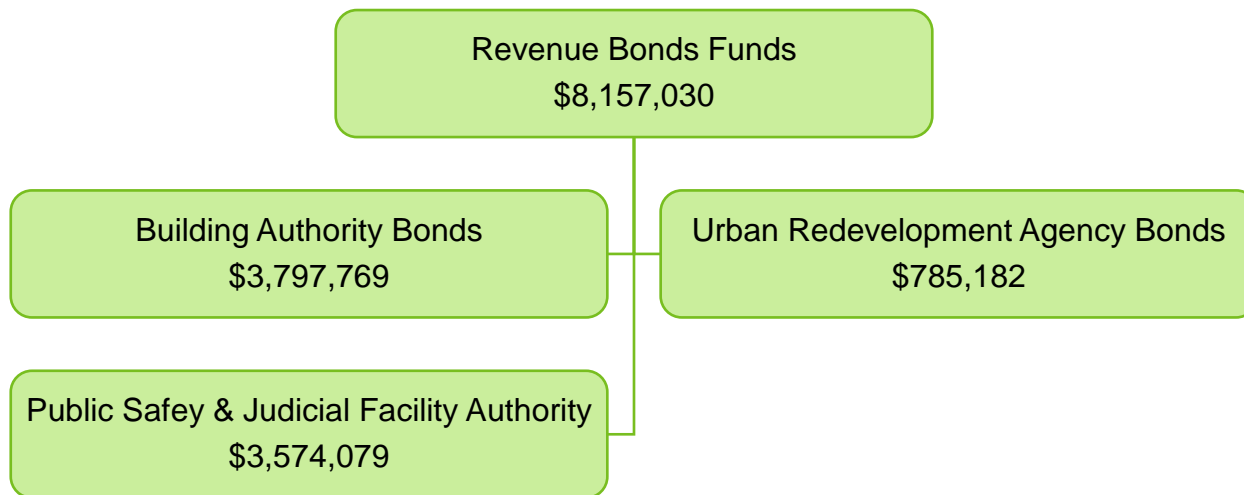 Revenue Bonds Funds
$8,157,030
Building Authority Bonds
$3,797,769
Urban Redevelopment Agency Bonds
$785,182
Public Safey & Judicial Facility Authority
$3,574,079